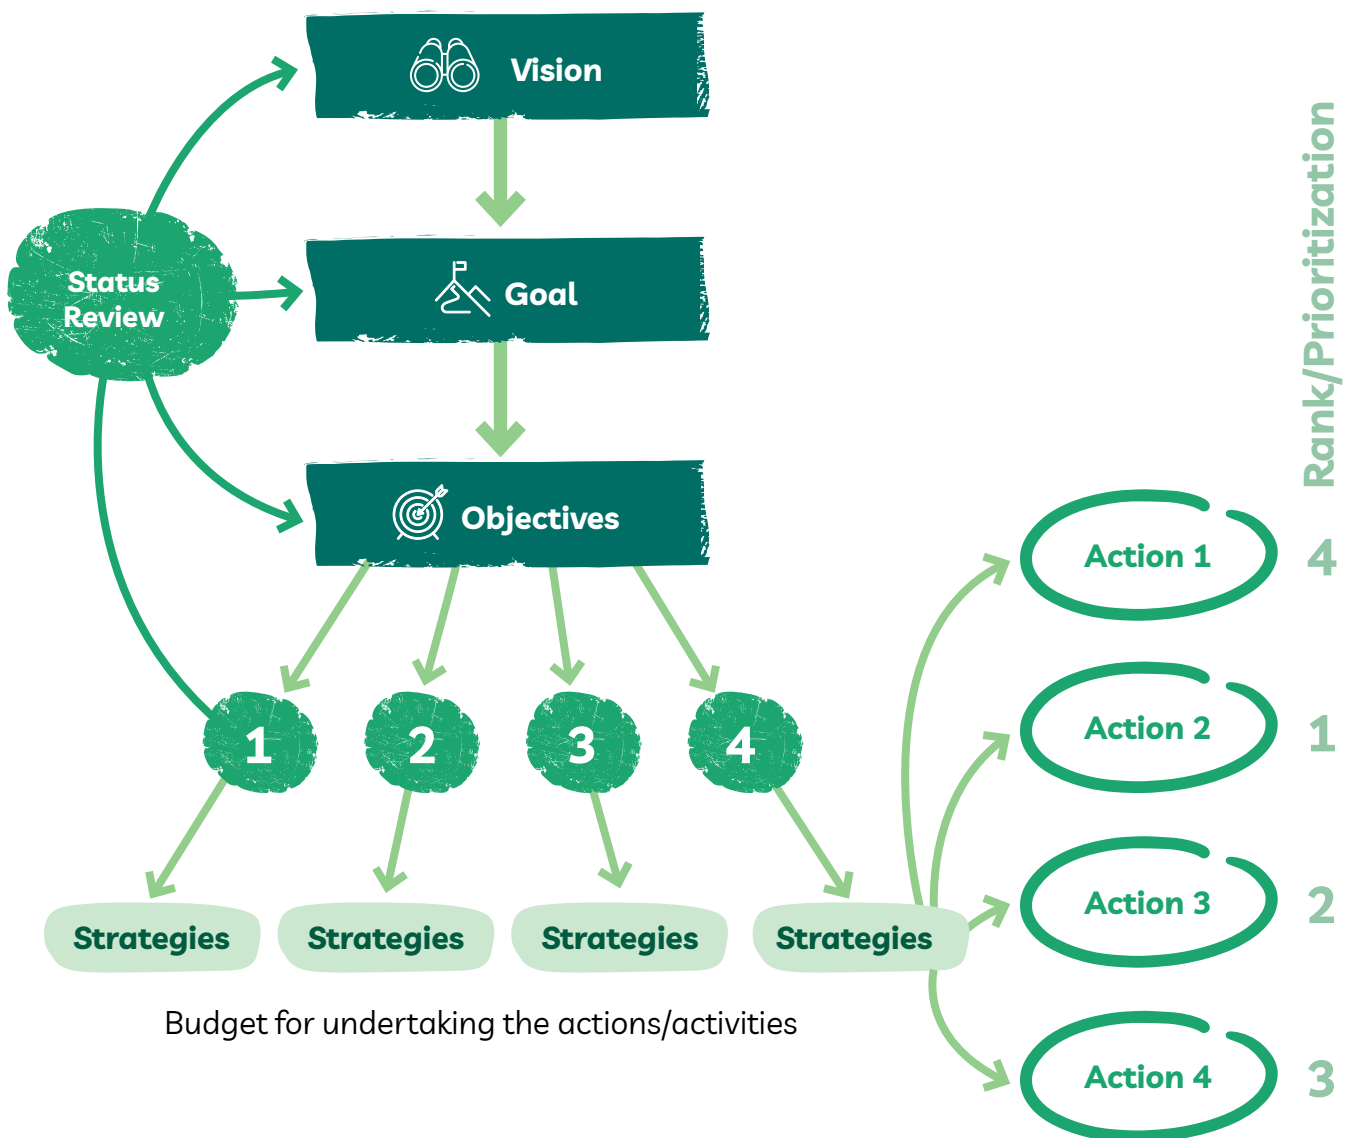 Vision
Rank/Prioritization
Status
Review
Goal
Objectives
Action 1
4
Action 2
1
1
2
3
4
Action 3
2
Strategies
Strategies
Strategies
Strategies
Budget for undertaking the actions/activities
Action 4
3